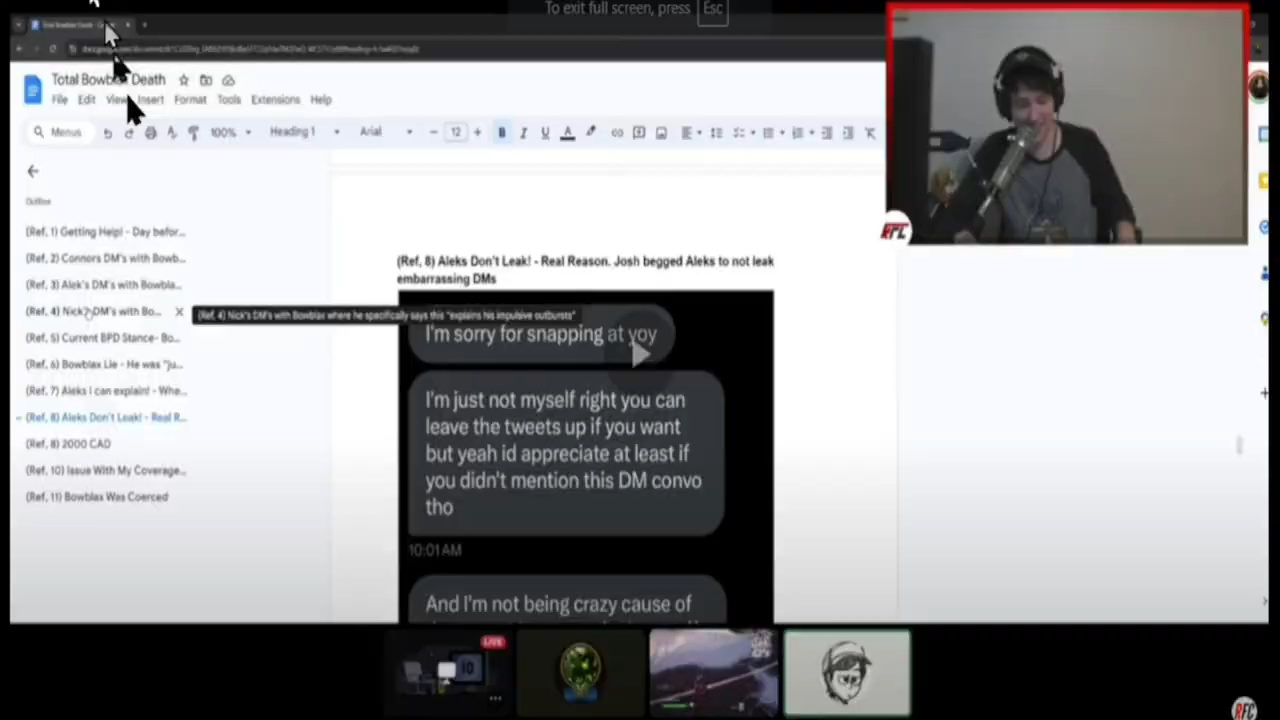 To exit full screen, press Esc
Total Bowblax Death
File Edit View Insert Format Tools Extensions Help
Menus 100% Heading 1 Arial 12 B I U A
Outline
(Ref, 1) Getting Help! - Day befor...
(Ref, 2) Connors DM's with Bowb...
(Ref, 3) Alek's DM's with Bowbla...
(Ref, 4) Nick's DM's with Bo...
(Ref, 4) Nick's DM's with Bowblax where he specifically says this "explains his impulsive outbursts"
(Ref, 5) Current BPD Stance- Bo...
(Ref, 6) Bowblax Lie - He was "ju...
(Ref, 7) Aleks I can explain! - Whe...
(Ref, 8) Aleks Don't Leak! - Real R...
(Ref, 8) 2000 CAD
(Ref, 10) Issue With My Coverage...
(Ref, 11) Bowblax Was Coerced
(Ref, 8) Aleks Don't Leak! - Real Reason. Josh begged Aleks to not leak
embarrassing DMs
I'm sorry for snapping at yoy
I'm just not myself right you can
leave the tweets up if you want
but yeah id appreciate at least if
you didn't mention this DM convo
tho
10:01 AM
And I'm not being crazy cause of
RFC
LIVE
10
RFC